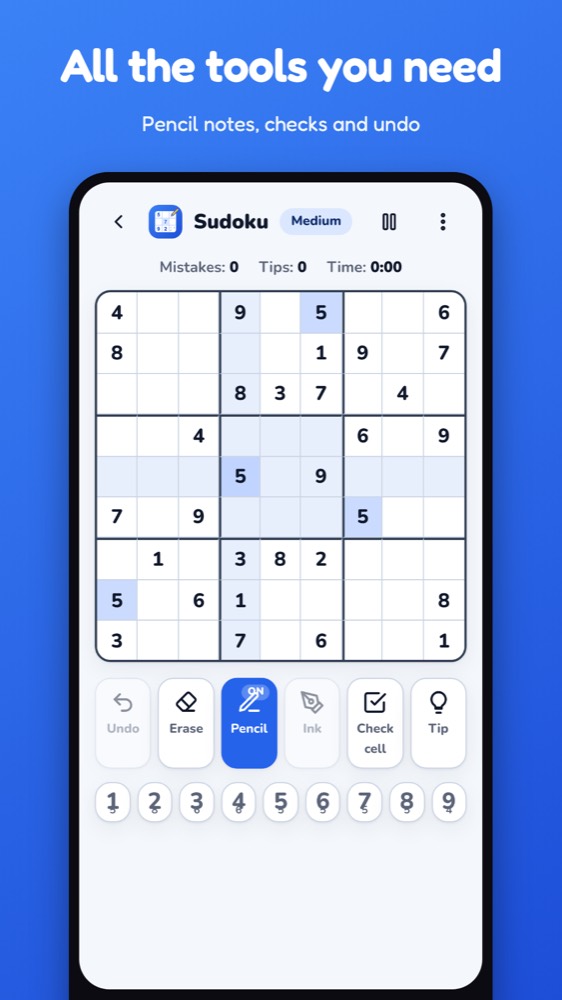 All the tools you need
Pencil notes, checks and undo
Sudoku Medium
Mistakes: 0 Tips: 0 Time: 0:00
4 9 5 6
8 1 9 7
8 3 7 4
4 6 9
5 9
7 9 5
1 3 8 2
5 6 1 8
3 7 6 1
ON
Undo Erase Pencil Ink Check cell Tip
1 2 3 4 5 6 7 8 9